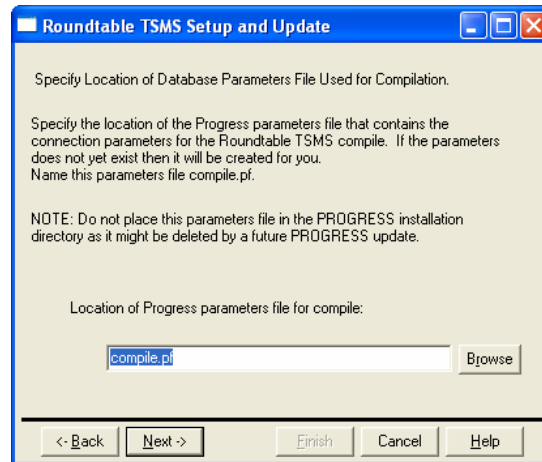 Roundtable TSMS Setup and Update
Specify Location of Database Parameters File Used for Compilation.
Specify the location of the Progress parameters file that contains the
connection parameters for the Roundtable TSMS compile. If the parameters
does not yet exist then it will be created for you.
Name this parameters file compile.pf.
NOTE: Do not place this parameters file in the PROGRESS installation
directory as it might be deleted by a future PROGRESS update.
Location of Progress parameters file for compile:
compile.pf Browse
<- Back Next -> Finish Cancel Help